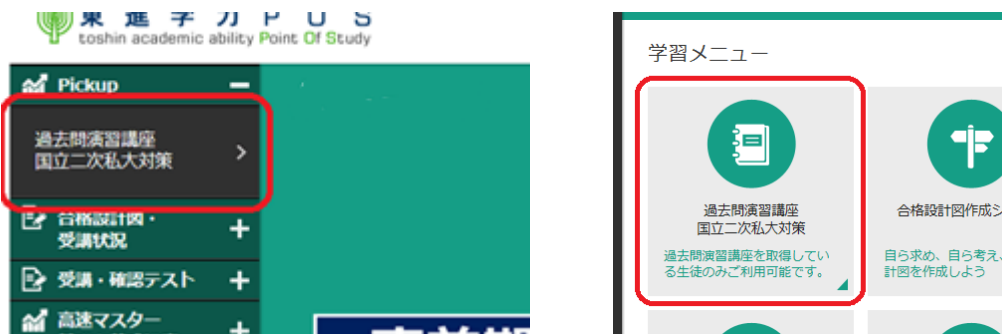 東進学力POS
toshin academic ability Point Of Study
Pickup
過去問演習講座
国立二次私大対策
合格設計図・
受講状況
受講・確認テスト
高速マスター
学習メニュー
過去問演習講座
国立二次私大対策
過去問演習講座を取得してい
る生徒のみご利用可能です。
合格設計図作成シ
自ら求め、自ら考え、
計図を作成しよう